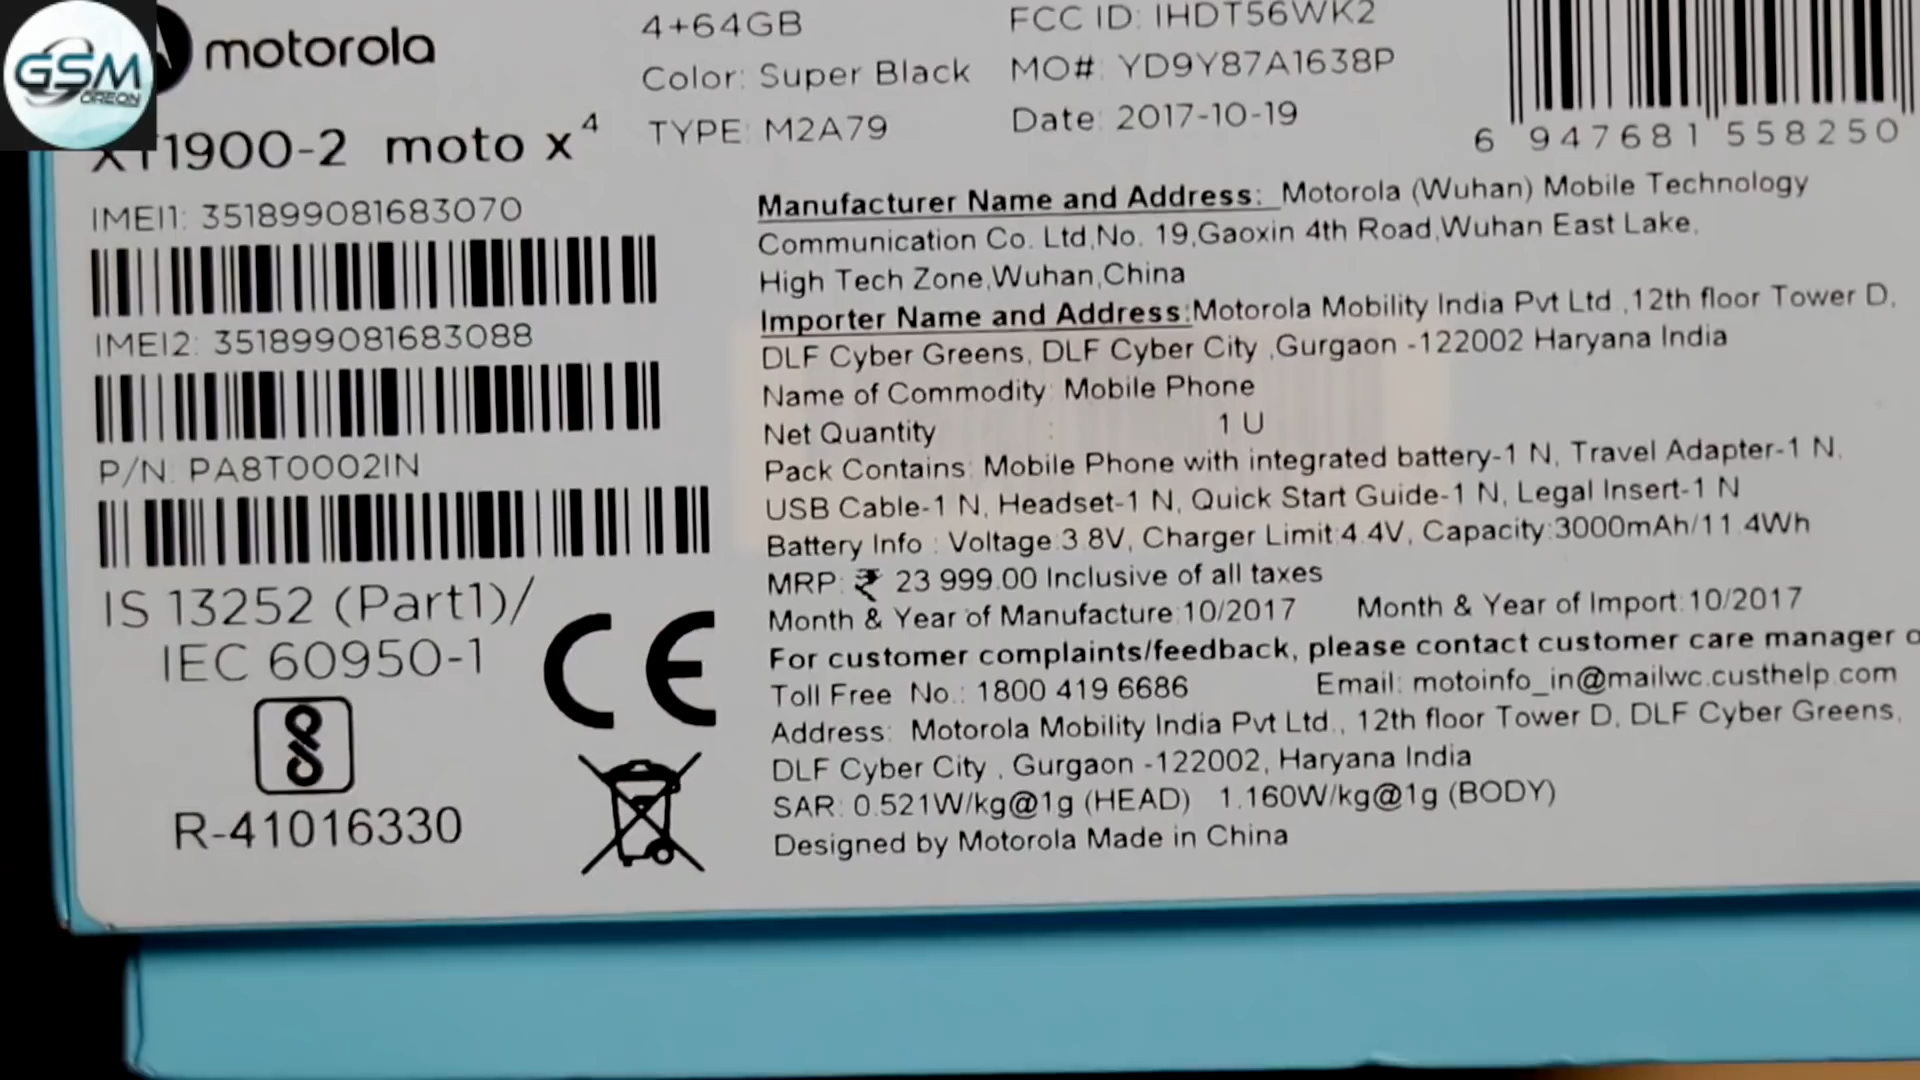 GSM
OREON
motorola
XT1900-2 moto x⁴
4+64GB
Color: Super Black
TYPE: M2A79
FCC ID: IHDT56WK2
MO#: YD9Y87A1638P
Date: 2017-10-19
6 947681 558250
IMEI1: 351899081683070
IMEI2: 351899081683088
P/N: PA8T0002IN
IS 13252 (Part1)/
IEC 60950-1
R-41016330
CE
Manufacturer Name and Address: Motorola (Wuhan) Mobile Technology
Communication Co. Ltd,No. 19,Gaoxin 4th Road,Wuhan East Lake,
High Tech Zone,Wuhan,China
Importer Name and Address:Motorola Mobility India Pvt Ltd.,12th floor Tower D,
DLF Cyber Greens, DLF Cyber City ,Gurgaon -122002 Haryana India
Name of Commodity: Mobile Phone
Net Quantity : 1 U
Pack Contains: Mobile Phone with integrated battery-1 N, Travel Adapter-1 N,
USB Cable-1 N, Headset-1 N, Quick Start Guide-1 N, Legal Insert-1 N
Battery Info : Voltage:3.8V, Charger Limit:4.4V, Capacity:3000mAh/11.4Wh
MRP: ₹ 23 999.00 Inclusive of all taxes
Month & Year of Manufacture:10/2017 Month & Year of Import:10/2017
For customer complaints/feedback, please contact customer care manager
Toll Free No.: 1800 419 6686 Email: motoinfo_in@mailwc.custhelp.com
Address: Motorola Mobility India Pvt Ltd., 12th floor Tower D, DLF Cyber Greens,
DLF Cyber City , Gurgaon -122002, Haryana India
SAR: 0.521W/kg@1g (HEAD) 1.160W/kg@1g (BODY)
Designed by Motorola Made in China